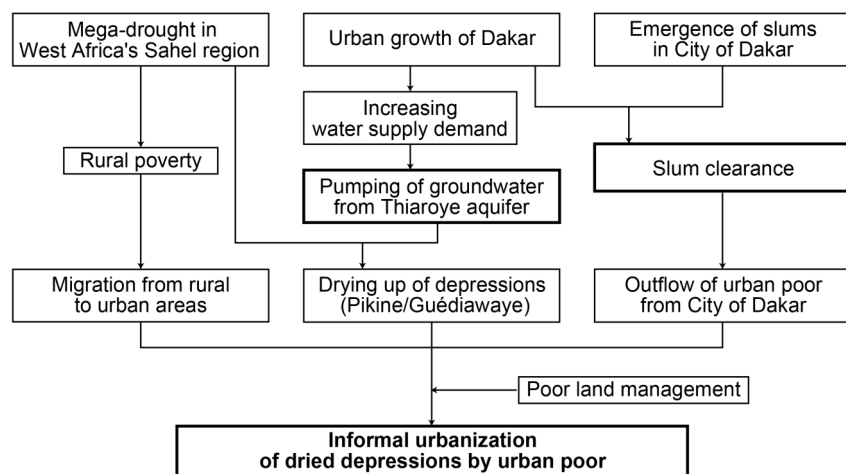 Mega-drought in
West Africa's Sahel region
Urban growth of Dakar
Emergence of slums
in City of Dakar
Increasing
water supply demand
Rural poverty
Pumping of groundwater
from Thiaroye aquifer
Slum clearance
Migration from rural
to urban areas
Drying up of depressions
(Pikine/Guédiawaye)
Outflow of urban poor
from City of Dakar
Poor land management
Informal urbanization
of dried depressions by urban poor